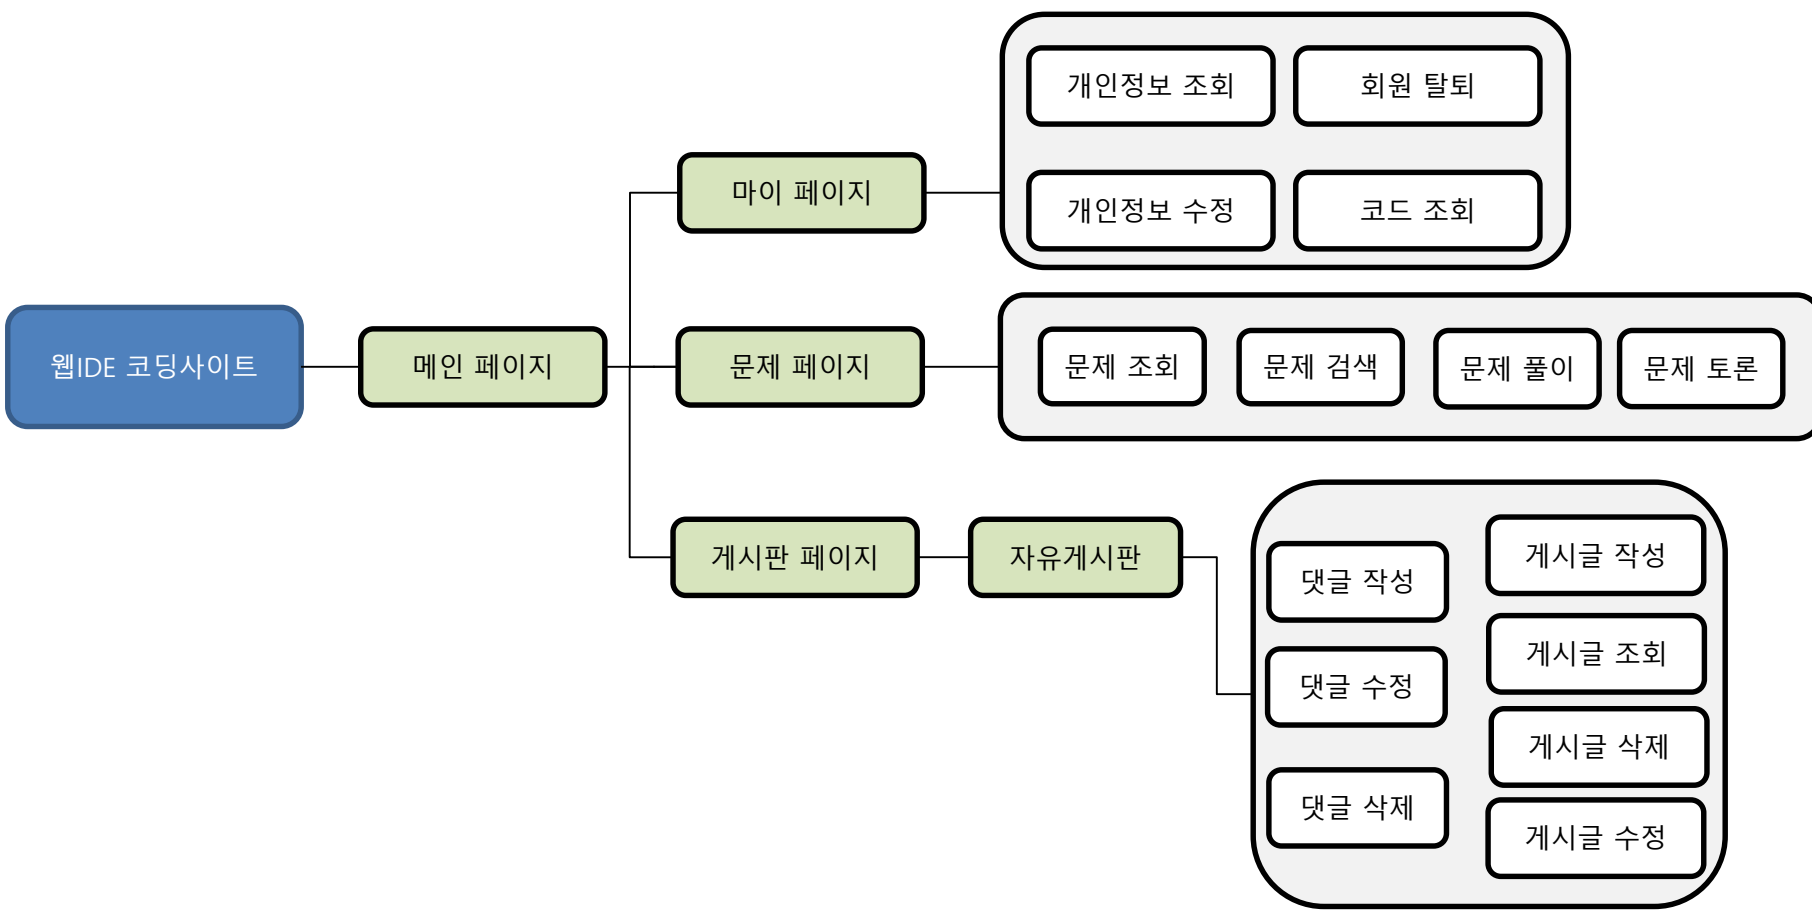 웹IDE 코딩사이트
메인 페이지
마이 페이지
개인정보 조회
회원 탈퇴
개인정보 수정
코드 조회
문제 페이지
문제 조회
문제 검색
문제 풀이
문제 토론
게시판 페이지
자유게시판
댓글 작성
댓글 수정
댓글 삭제
게시글 작성
게시글 조회
게시글 삭제
게시글 수정